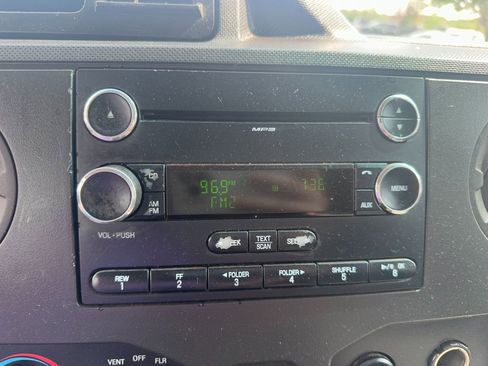 MP3
CD
96.9 7:36
FM2
MENU
AM
FM
AUX
VOL • PUSH
TEXT
SCAN
REW
1
FF
2
◄ FOLDER
3
FOLDER ►
4
SHUFFLE
5
6
VENT OFF FLR